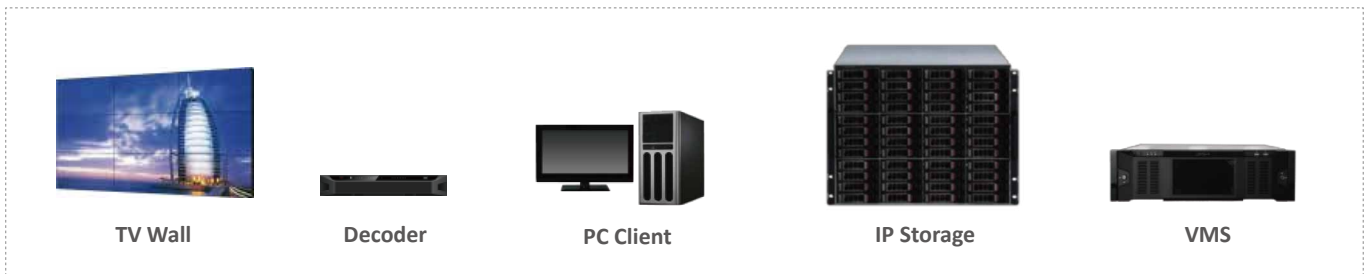 TV Wall
Decoder
PC Client
IP Storage
VMS